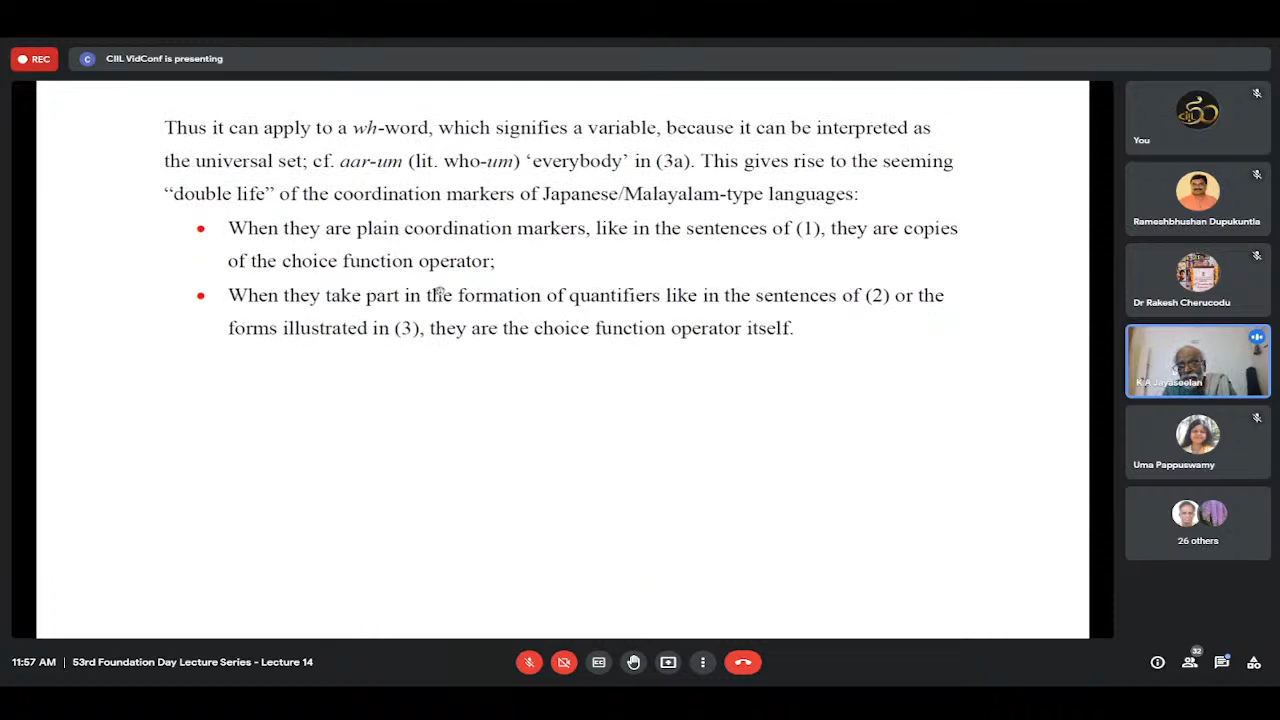 REC
C
CIIL VidConf is presenting
Thus it can apply to a wh-word, which signifies a variable, because it can be interpreted as
the universal set; cf. aar-um (lit. who-um) ‘everybody’ in (3a). This gives rise to the seeming
“double life” of the coordination markers of Japanese/Malayalam-type languages:
• When they are plain coordination markers, like in the sentences of (1), they are copies
of the choice function operator;
• When they take part in the formation of quantifiers like in the sentences of (2) or the
forms illustrated in (3), they are the choice function operator itself.
You
Rameshbhushan Dupukuntla
Dr Rakesh Cherucodu
K A Jayaseelan
Uma Pappuswamy
26 others
11:57 AM | 53rd Foundation Day Lecture Series - Lecture 14
32